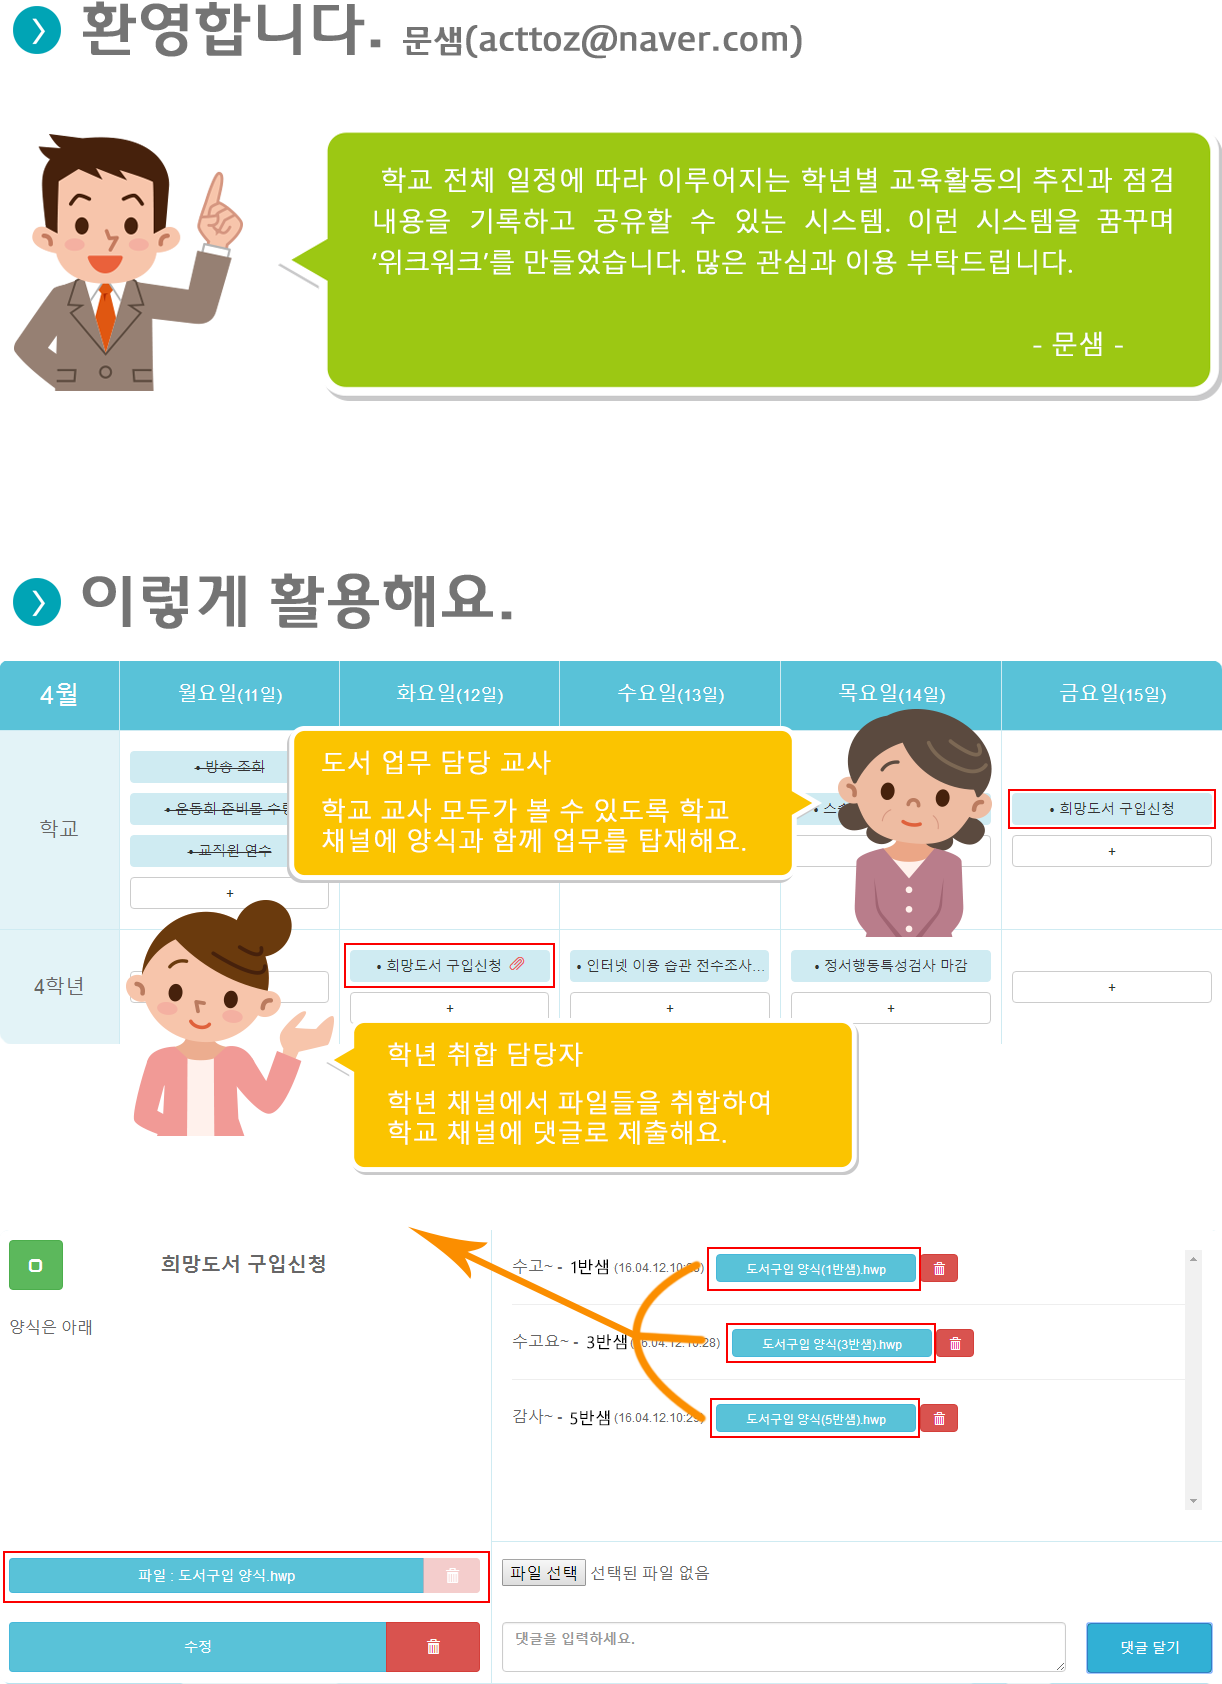 환영합니다. 문샘(acttoz@naver.com)
학교 전체 일정에 따라 이루어지는 학년별 교육활동의 추진과 점검
내용을 기록하고 공유할 수 있는 시스템. 이런 시스템을 꿈꾸며
‘위크워크’를 만들었습니다. 많은 관심과 이용 부탁드립니다.
- 문샘 -
이렇게 활용해요.
4월 월요일(11일) 화요일(12일) 수요일(13일) 목요일(14일) 금요일(15일)
• 방송 조회
도서 업무 담당 교사
학교 • 운동회 준비물 수
학교 교사 모두가 볼 수 있도록 학교
채널에 양식과 함께 업무를 탑재해요.
• 스
• 희망도서 구입신청
• 교직원 연수
+
+
4학년 • 희망도서 구입신청 • 인터넷 이용 습관 전수조사... • 정서행동특성검사 마감
+ + + +
학년 취합 담당자
학년 채널에서 파일들을 취합하여
학교 채널에 댓글로 제출해요.
희망도서 구입신청
양식은 아래
수고~ - 1반샘 (16.04.12.10: 도서구입 양식(1반샘).hwp
수고요~ - 3반샘 6.04.12.10:28) 도서구입 양식(3반샘).hwp
감사~ - 5반샘 (16.04.12.10:2 도서구입 양식(5반샘).hwp
파일 : 도서구입 양식.hwp
파일 선택 선택된 파일 없음
수정
댓글을 입력하세요.
댓글 달기